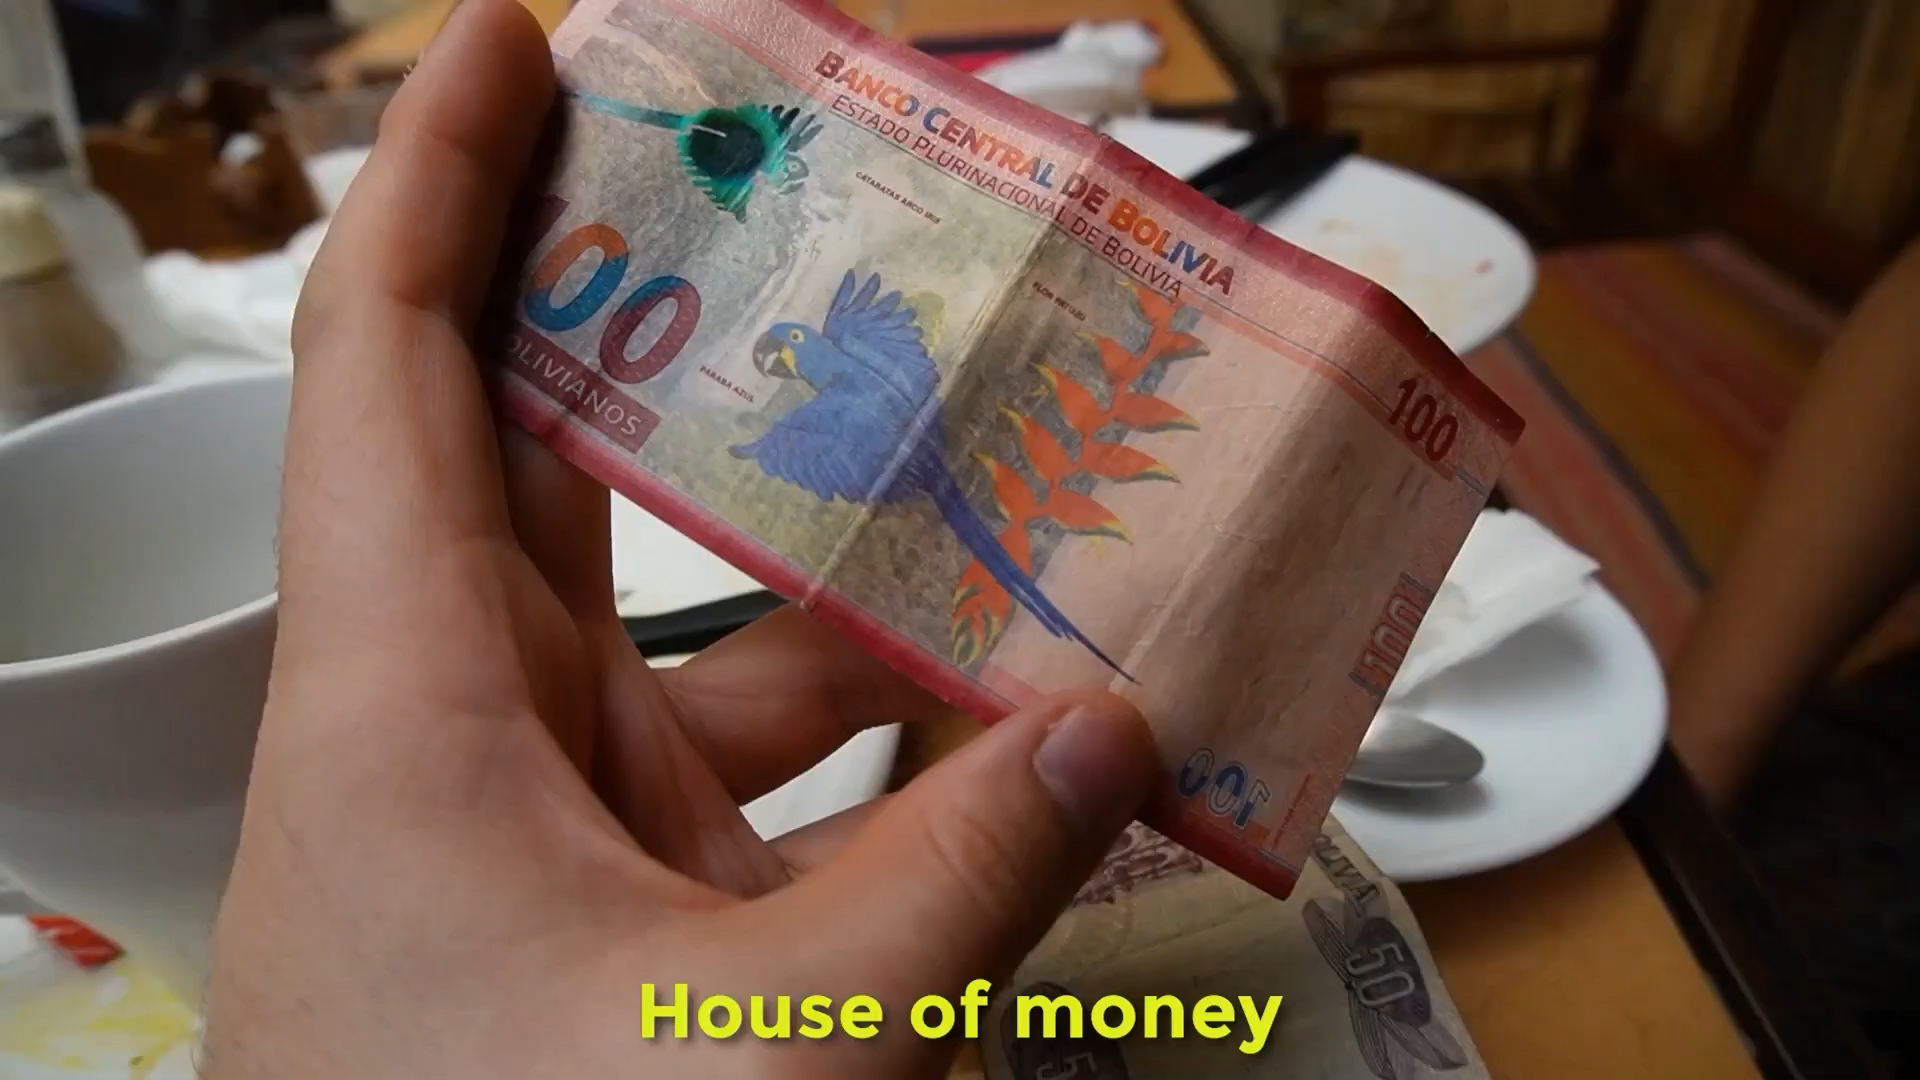 BANCO CENTRAL DE BOLIVIA
ESTADO PLURINACIONAL DE BOLIVIA
CATARATAS ARCO IRIS
FLOR PATUJÚ
100
BOLIVIANOS
PARABA AZUL
100
100
100
50
House of money